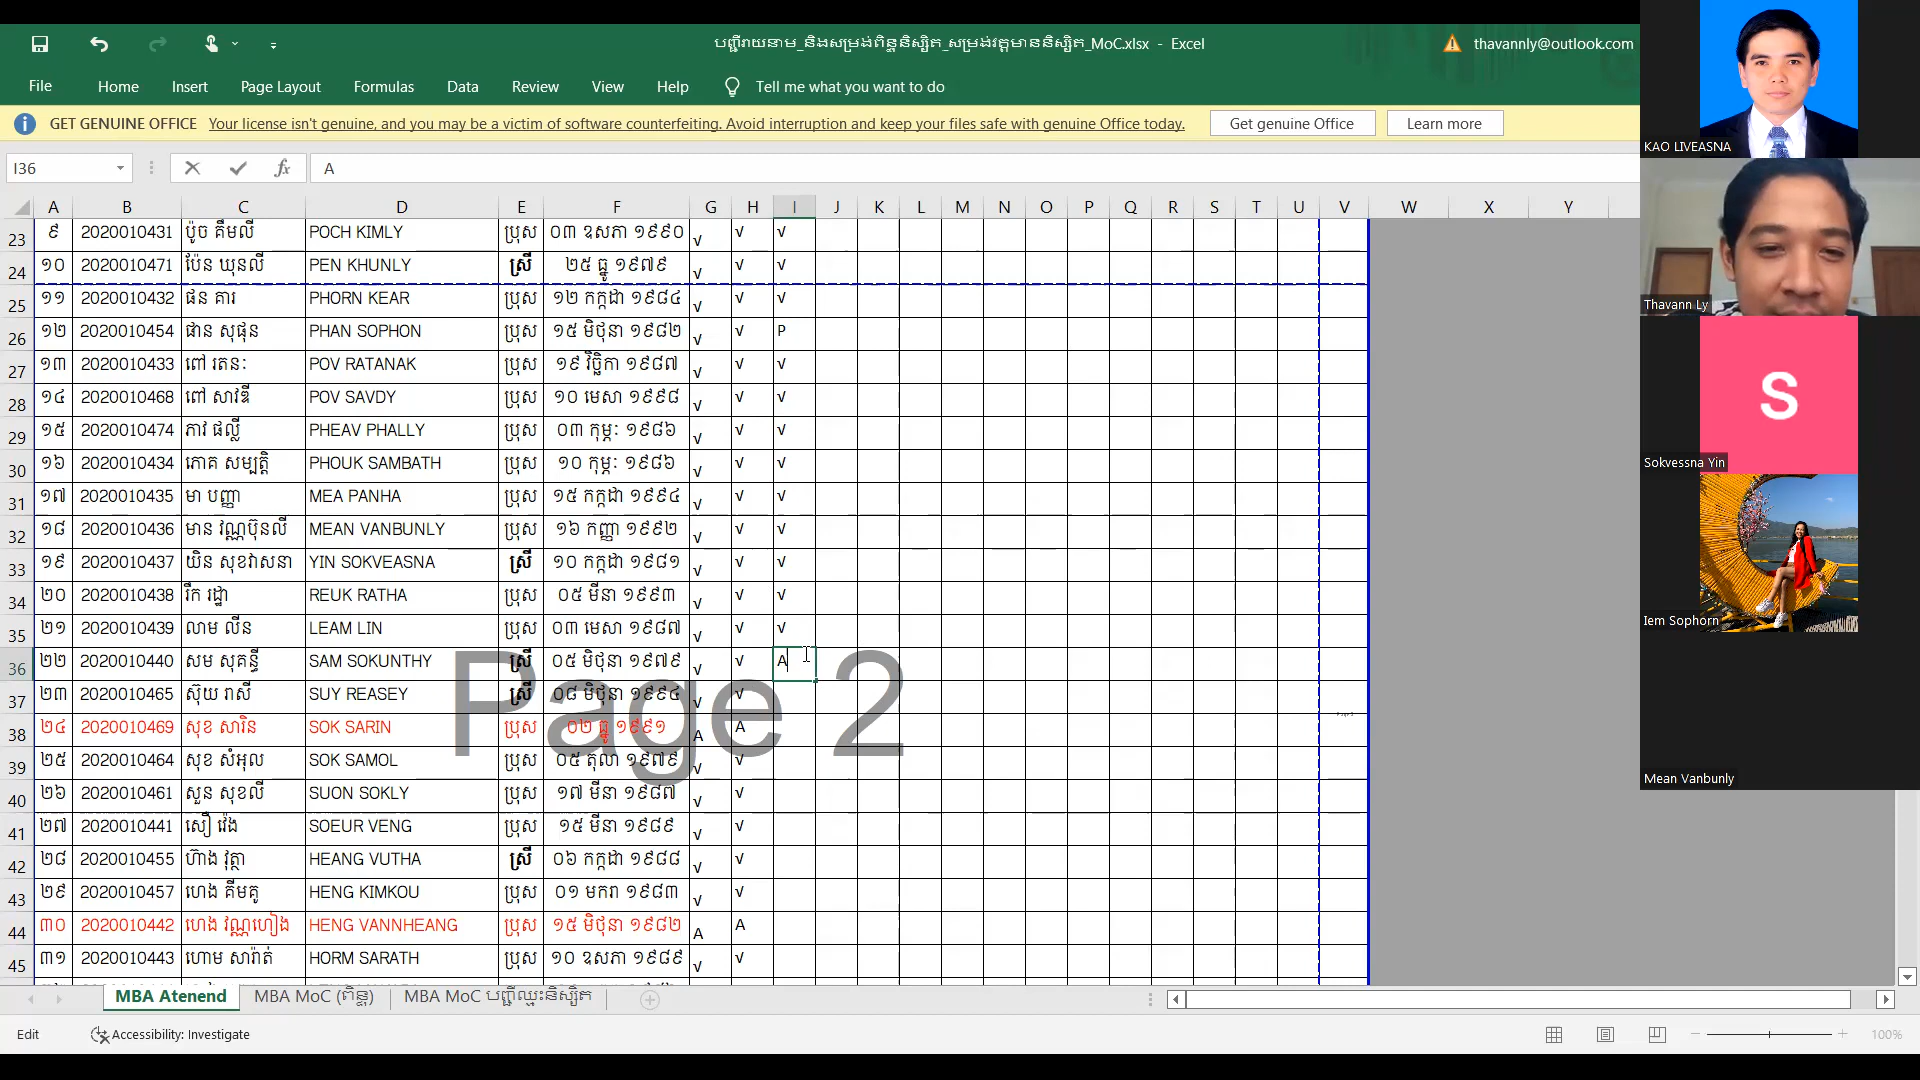 បញ្ជីរាយនាម_និងសម្រង់ពិន្ទុនិស្សិត_សម្រង់វត្តមាននិស្សិត_MoC.xlsx - Excel
thavannly@outlook.com
File Home Insert Page Layout Formulas Data Review View Help Tell me what you want to do
GET GENUINE OFFICE Your license isn't genuine, and you may be a victim of software counterfeiting. Avoid interruption and keep your files safe with genuine Office today. Get genuine Office Learn more
I36 fx A
A B C D E F G H I J K L M N O P Q R S T U V W X Y
23 ៩ 2020010431 ប៉ូច គឹមលី POCH KIMLY ប្រុស ០៣ ឧសភា ១៩៩០ √ √ √
24 ១០ 2020010471 ប៉ែន ឃុនលី PEN KHUNLY ស្រី ២៥ ធ្នូ ១៩៧៩ √ √ √
25 ១១ 2020010432 ផន គារ PHORN KEAR ប្រុស ១២ កក្កដា ១៩៨៤ √ √ √
26 ១២ 2020010454 ផាន សុផុន PHAN SOPHON ប្រុស ១៥ មិថុនា ១៩៨២ √ √ P
27 ១៣ 2020010433 ពៅ រតនៈ POV RATANAK ប្រុស ១៩ វិច្ឆិកា ១៩៨៧ √ √ √
28 ១៤ 2020010468 ពៅ សាវឌី POV SAVDY ប្រុស ១០ មេសា ១៩៩៨ √ √ √
29 ១៥ 2020010474 ភាវ ផល្លី PHEAV PHALLY ប្រុស ០៣ កុម្ភៈ ១៩៨៦ √ √ √
30 ១៦ 2020010434 ភោគ សម្បត្តិ PHOUK SAMBATH ប្រុស ១០ កុម្ភៈ ១៩៨៦ √ √ √
31 ១៧ 2020010435 មា បញ្ញា MEA PANHA ប្រុស ១៥ កក្កដា ១៩៩៤ √ √ √
32 ១៨ 2020010436 មាន វណ្ណប៊ុនលី MEAN VANBUNLY ប្រុស ១៦ កញ្ញា ១៩៩២ √ √ √
33 ១៩ 2020010437 យិន សុខវាសនា YIN SOKVEASNA ស្រី ១០ កក្កដា ១៩៨១ √ √ √
34 ២០ 2020010438 រឹក រដ្ឋា REUK RATHA ប្រុស ០៥ មីនា ១៩៩៣ √ √ √
35 ២១ 2020010439 លាម លីន LEAM LIN ប្រុស ០៣ មេសា ១៩៨៧ √ √ √
36 ២២ 2020010440 សម សុគន្ធី SAM SOKUNTHY ស្រី ០៥ មិថុនា ១៩៧៩ √ √ A
37 ២៣ 2020010465 ស៊ុយ រាសី SUY REASEY ស្រី ០៨ មិថុនា ១៩៩៤ √ √
38 ២៤ 2020010469 សុខ សារិន SOK SARIN ប្រុស ០២ ធ្នូ ១៩៩១ A A
39 ២៥ 2020010464 សុខ សំអុល SOK SAMOL ប្រុស ០៥ តុលា ១៩៧៩ √ √
40 ២៦ 2020010461 សួន សុខលី SUON SOKLY ប្រុស ១៧ មីនា ១៩៨៧ √ √
41 ២៧ 2020010441 សឿ វ៉េង SOEUR VENG ប្រុស ១៥ មីនា ១៩៨៩ √ √
42 ២៨ 2020010455 ហ៊ាង វុត្ថា HEANG VUTHA ស្រី ០៦ កក្កដា ១៩៨៨ √ √
43 ២៩ 2020010457 ហេង គីមគូ HENG KIMKOU ប្រុស ០១ មករា ១៩៨៣ √ √
44 ៣០ 2020010442 ហេង វណ្ណហៀង HENG VANNHEANG ប្រុស ១៥ មិថុនា ១៩៨២ A A
45 ៣១ 2020010443 ហោម សារ៉ាត់ HORM SARATH ប្រុស ១០ ឧសភា ១៩៨៩ √ √
Page 2
MBA Atenend MBA MoC (ពិន្ទុ) MBA MoC បញ្ជីឈ្មោះនិស្សិត
Edit Accessibility: Investigate 100%
KAO LIVEASNA
Thavann Ly
S
Sokvessna Yin
Iem Sophorn
Mean Vanbunly